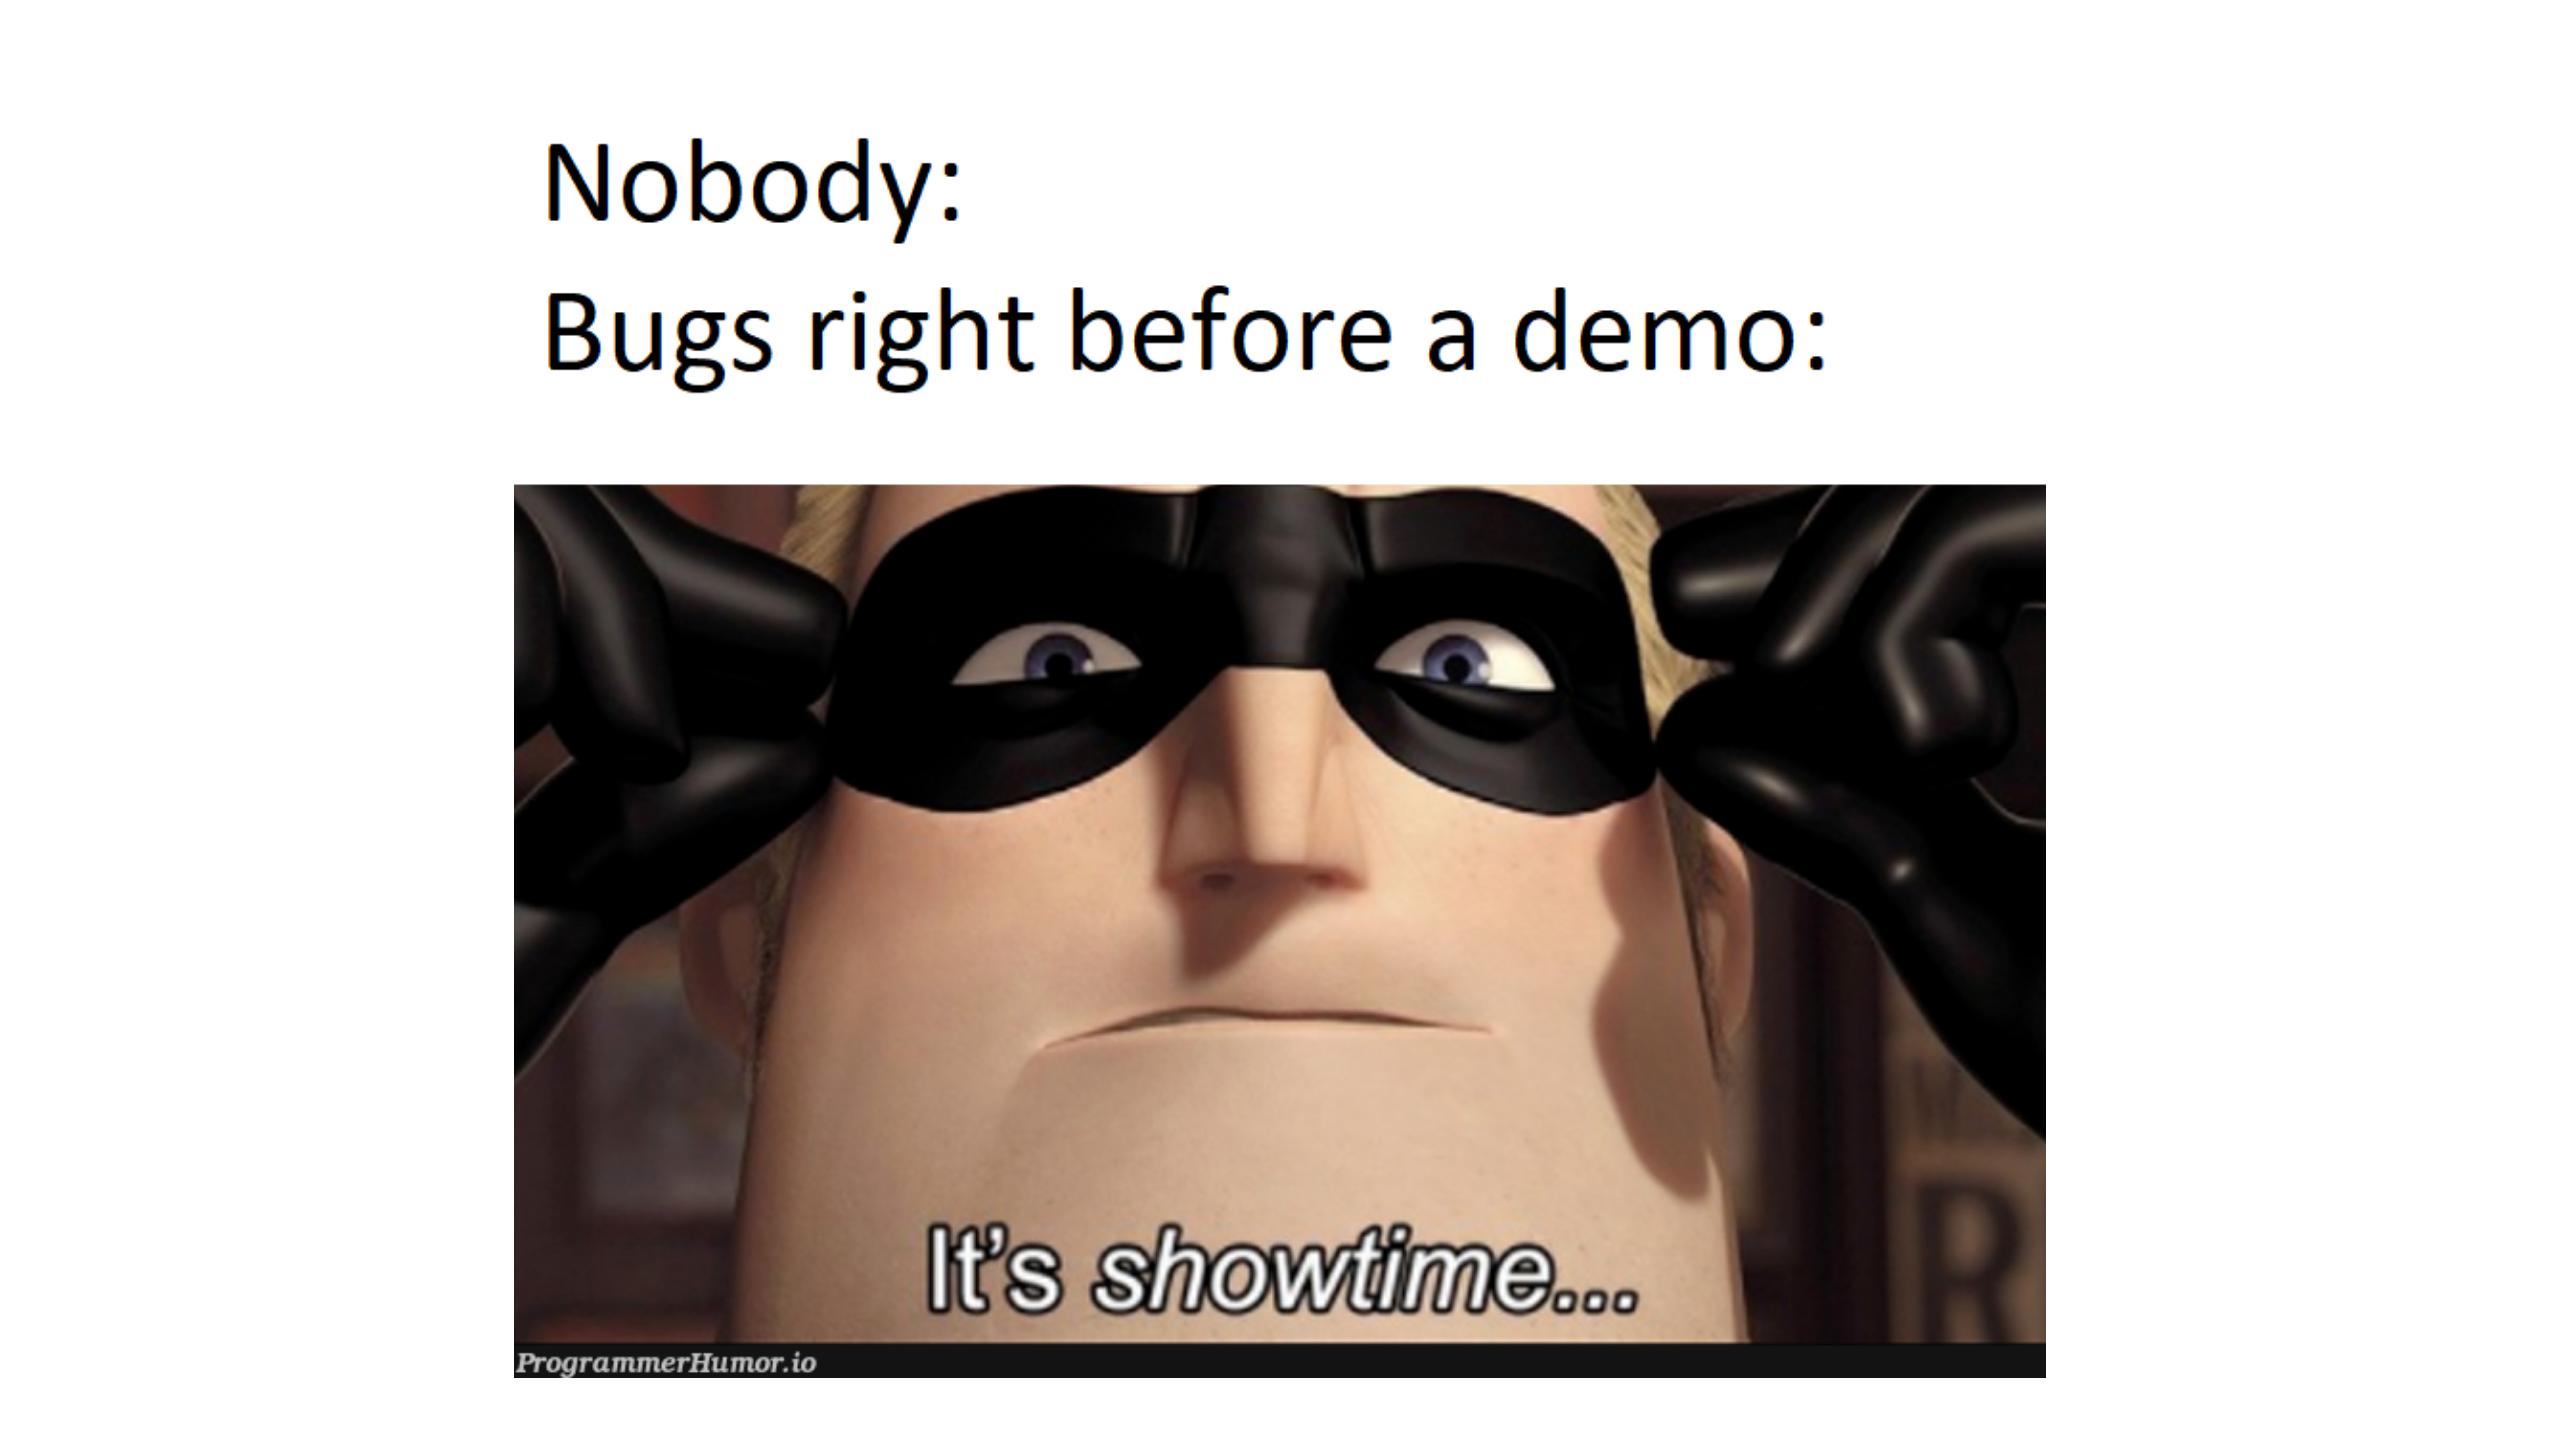 Nobody:
Bugs right before a demo:
It's showtime...
R
ProgrammerHumor.io